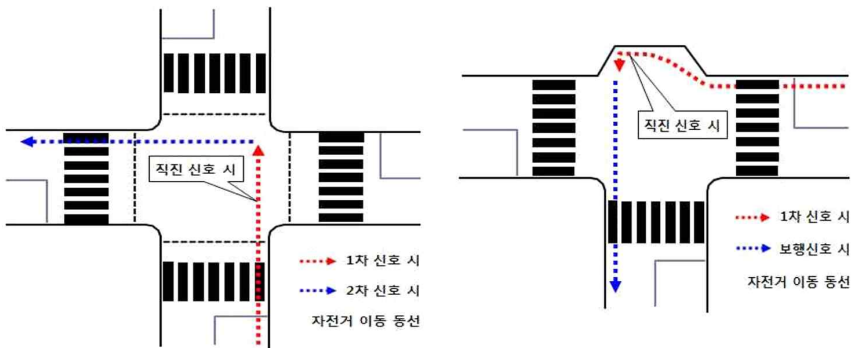 직진 신호 시
1차 신호 시
2차 신호 시
자전거 이동 동선
직진 신호 시
1차 신호 시
보행신호 시
자전거 이동 동선